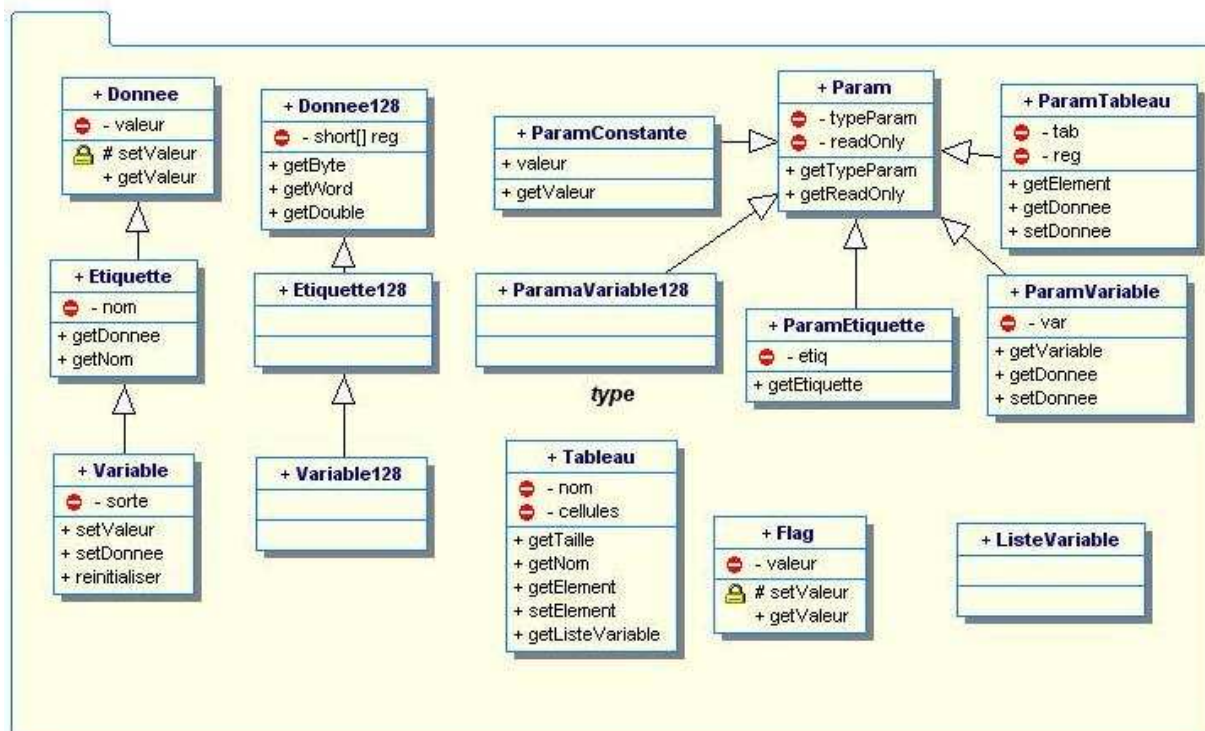 + Donnee
- valeur
# setValeur
+ getValeur
+ Etiquette
- nom
+ getDonnee
+ getNom
+ Variable
- sorte
+ setValeur
+ setDonnee
+ reinitialiser
+ Donnee128
- short[] reg
+ getByte
+ getWord
+ getDouble
+ Etiquette128
+ Variable128
+ ParamConstante
+ valeur
+ getValeur
+ Param
- typeParam
- readOnly
+ getTypeParam
+ getReadOnly
+ ParamTableau
- tab
- reg
+ getElement
+ getDonnee
+ setDonnee
+ ParamaVariable128
+ ParamEtiquette
- etiq
+ getEtiquette
+ ParamVariable
- var
+ getVariable
+ getDonnee
+ setDonnee
type
+ Tableau
- nom
- cellules
+ getTaille
+ getNom
+ getElement
+ setElement
+ getListeVariable
+ Flag
- valeur
# setValeur
+ getValeur
+ ListeVariable